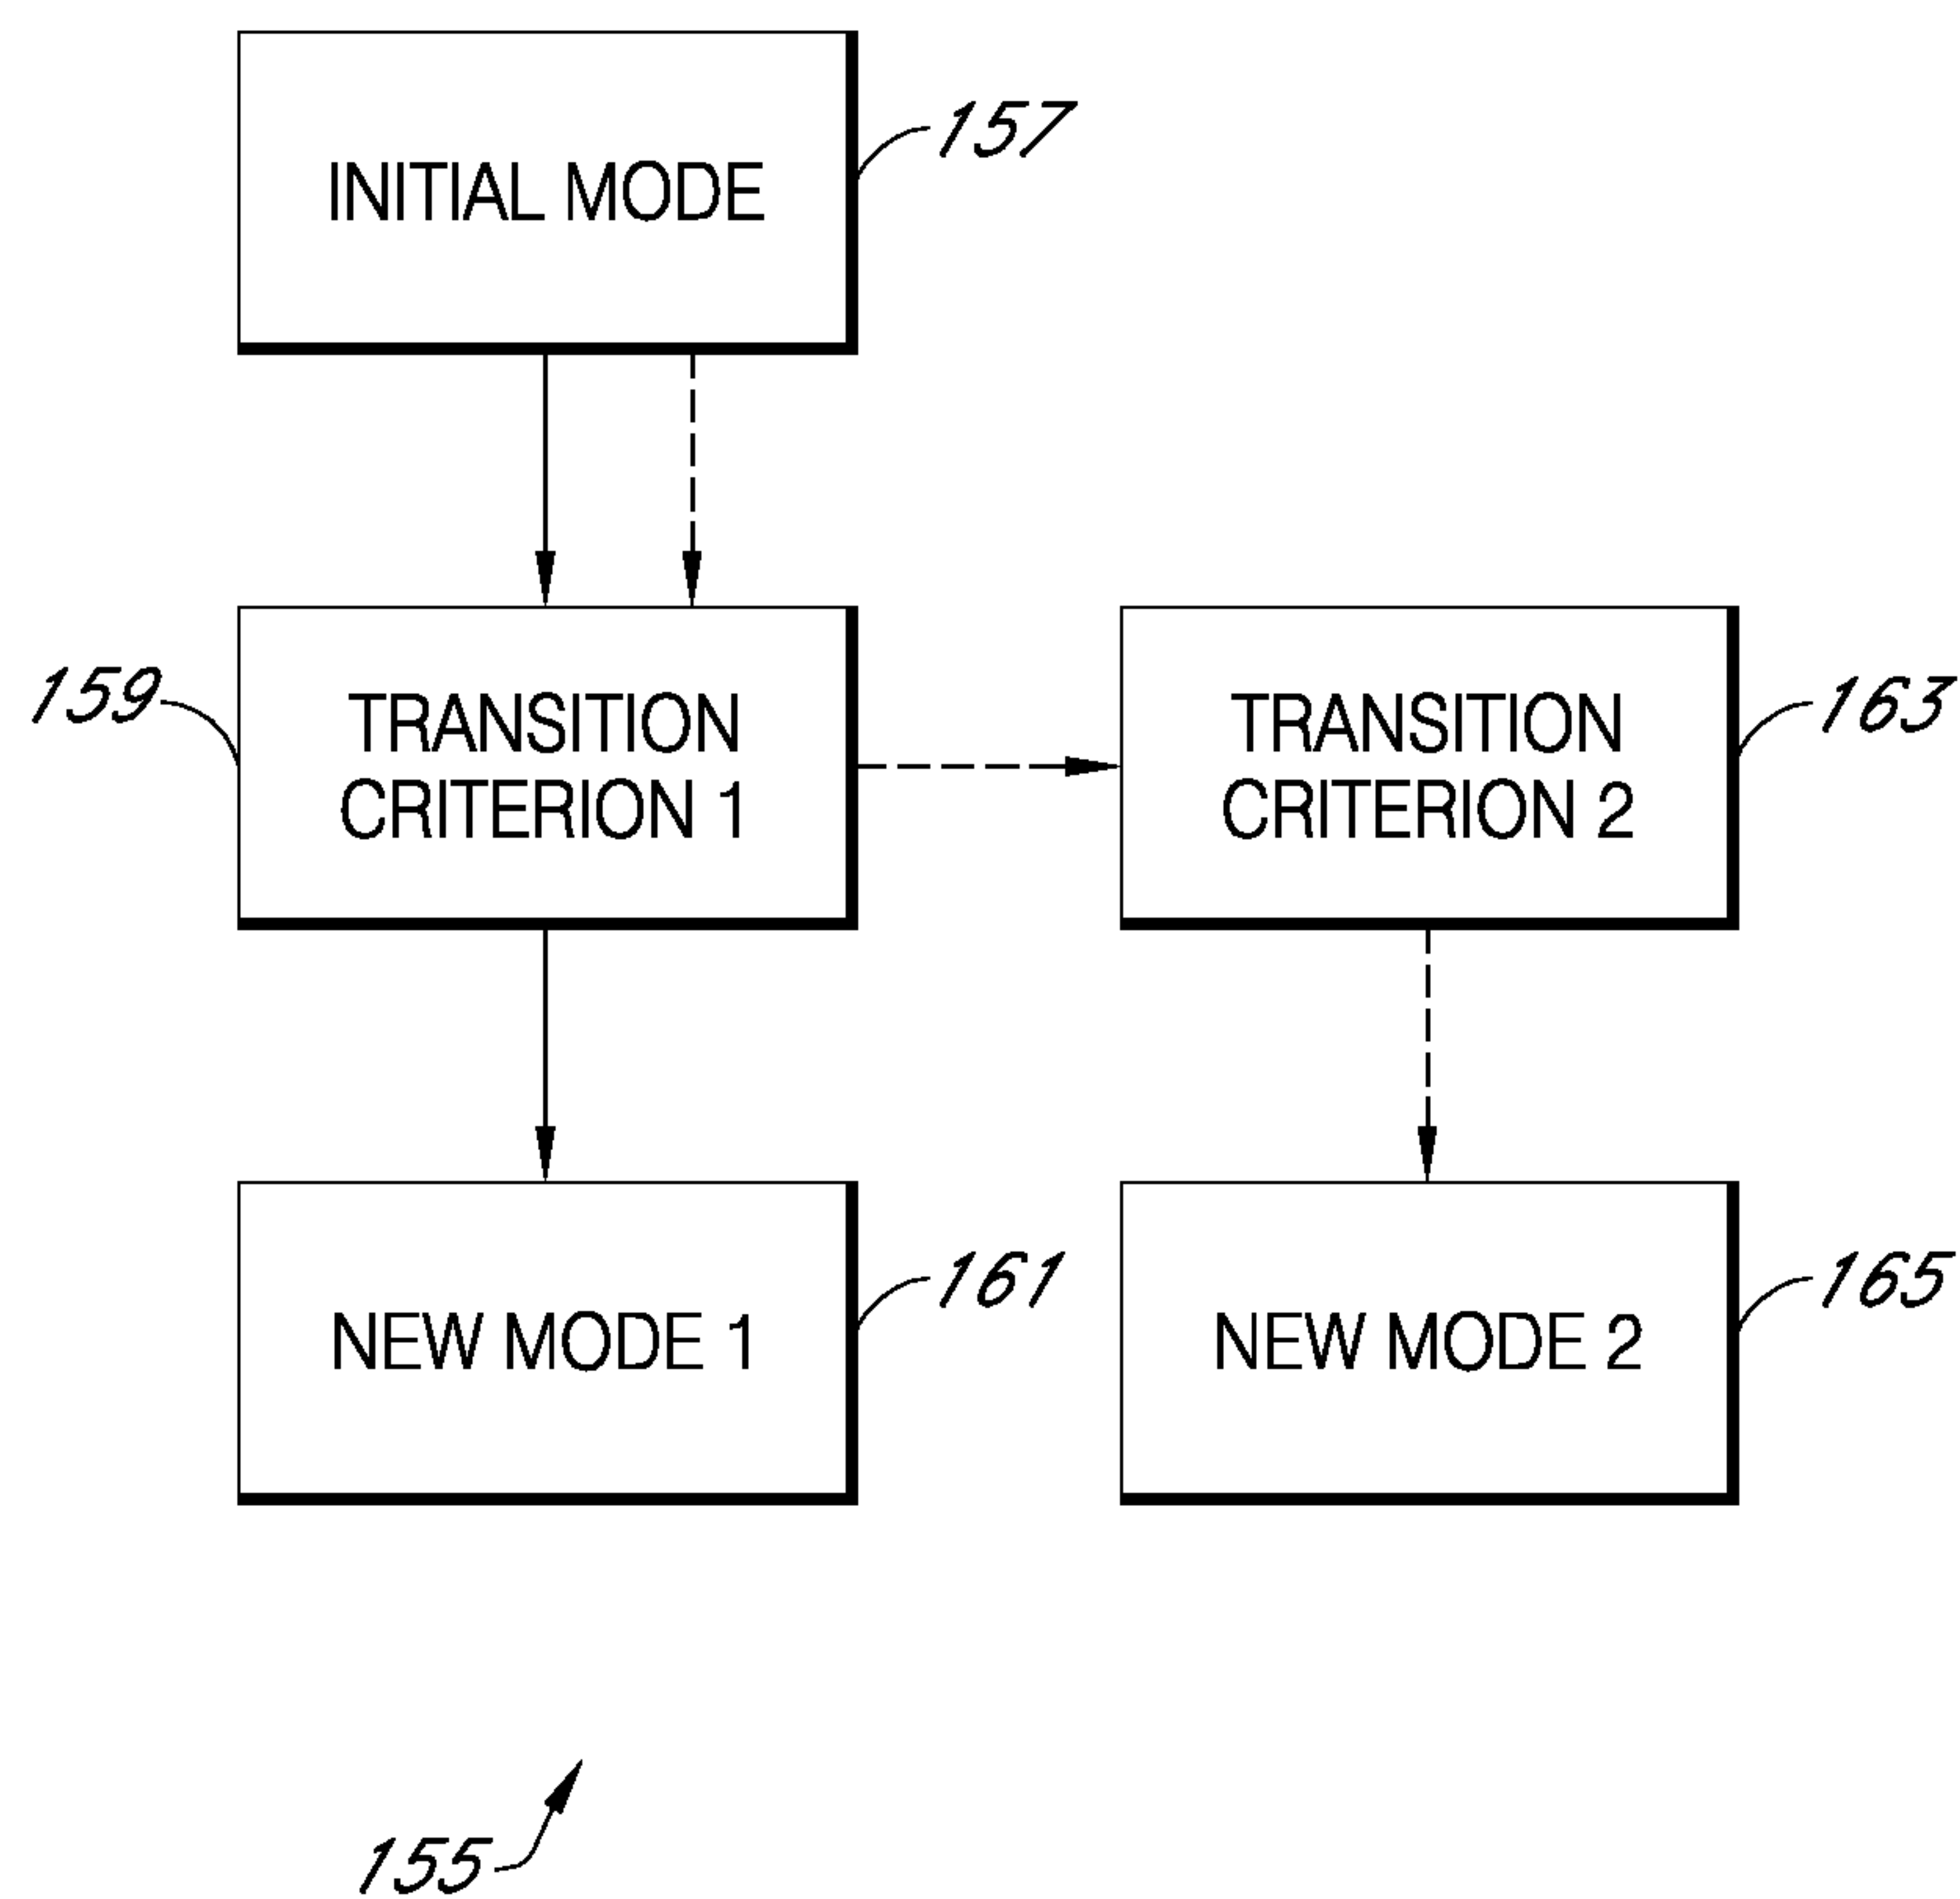 INITIAL MODE
157
159
TRANSITION
CRITERION 1
TRANSITION
CRITERION 2
163
NEW MODE 1
161
NEW MODE 2
165
155